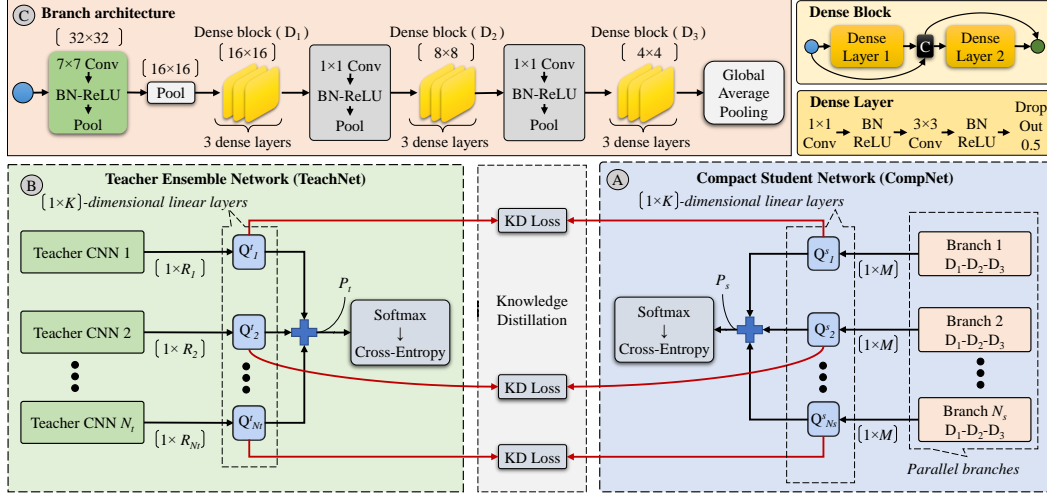 C Branch architecture
[32×32]
7×7 Conv
BN-ReLU
Pool
[16×16]
Pool
Dense block ( D₁ )
[16×16]
3 dense layers
1×1 Conv
BN-ReLU
Pool
Dense block ( D₂ )
[8×8]
3 dense layers
1×1 Conv
BN-ReLU
Pool
Dense block ( D₃ )
[4×4]
3 dense layers
Global
Average
Pooling
Dense Block
Dense
Layer 1
C
Dense
Layer 2
Dense Layer
1×1
Conv
BN
ReLU
3×3
Conv
BN
ReLU
Drop
Out
0.5
B Teacher Ensemble Network (TeachNet)
[1×K]-dimensional linear layers
Teacher CNN 1
[1×R₁]
Qᵗ₁
Teacher CNN 2
[1× R₂]
Qᵗ₂
Teacher CNN Nₜ
[1× R_Nt]
Qᵗ_Nt
Pₜ
Softmax
↓
Cross-Entropy
KD Loss
Knowledge
Distillation
KD Loss
KD Loss
A Compact Student Network (CompNet)
[1×K]-dimensional linear layers
Qˢ₁
[1×M]
Branch 1
D₁-D₂-D₃
Pₛ
Softmax
↓
Cross-Entropy
Qˢ₂
[1×M]
Branch 2
D₁-D₂-D₃
Qˢ_Ns
[1×M]
Branch Nₛ
D₁-D₂-D₃
Parallel branches